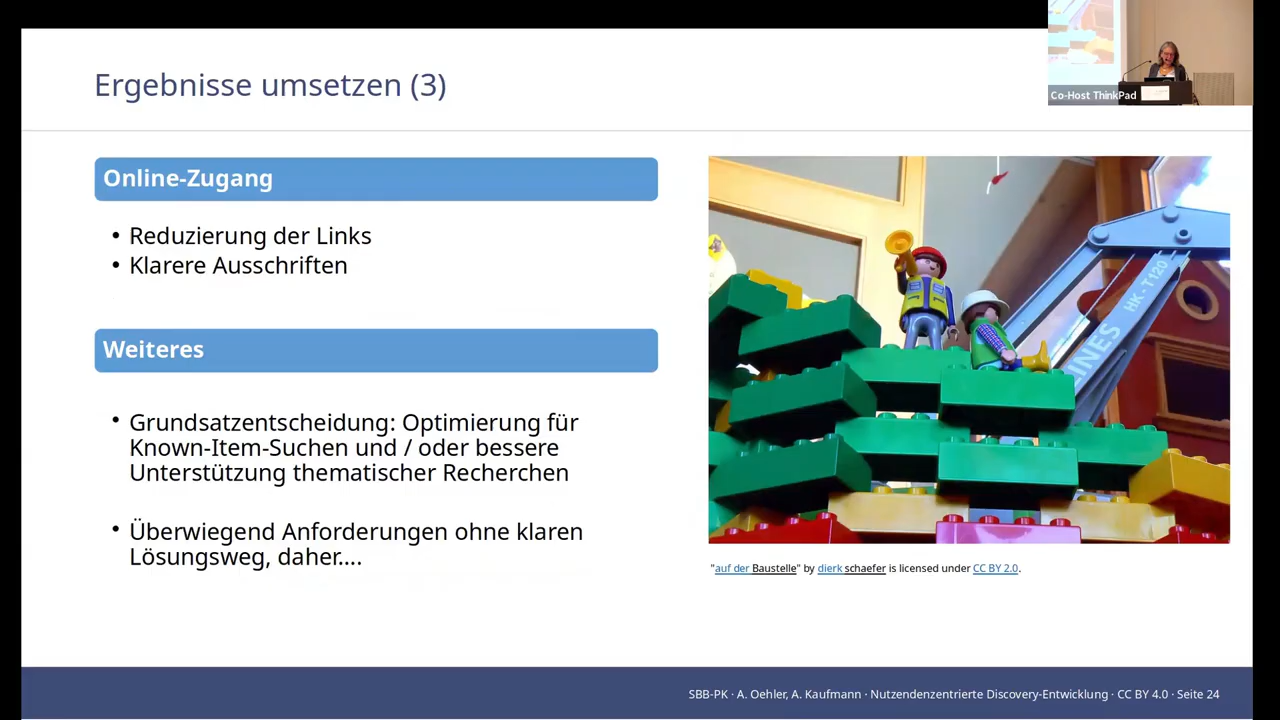 Ergebnisse umsetzen (3)
Co-Host ThinkPad
Online-Zugang
• Reduzierung der Links
• Klarere Ausschriften
Weiteres
• Grundsatzentscheidung: Optimierung für
Known-Item-Suchen und / oder bessere
Unterstützung thematischer Recherchen
• Überwiegend Anforderungen ohne klaren
Lösungsweg, daher....
HK-T120
LINES
"auf der Baustelle" by dierk schaefer is licensed under CC BY 2.0.
SBB-PK · A. Oehler, A. Kaufmann · Nutzendenzentrierte Discovery-Entwicklung · CC BY 4.0 · Seite 24